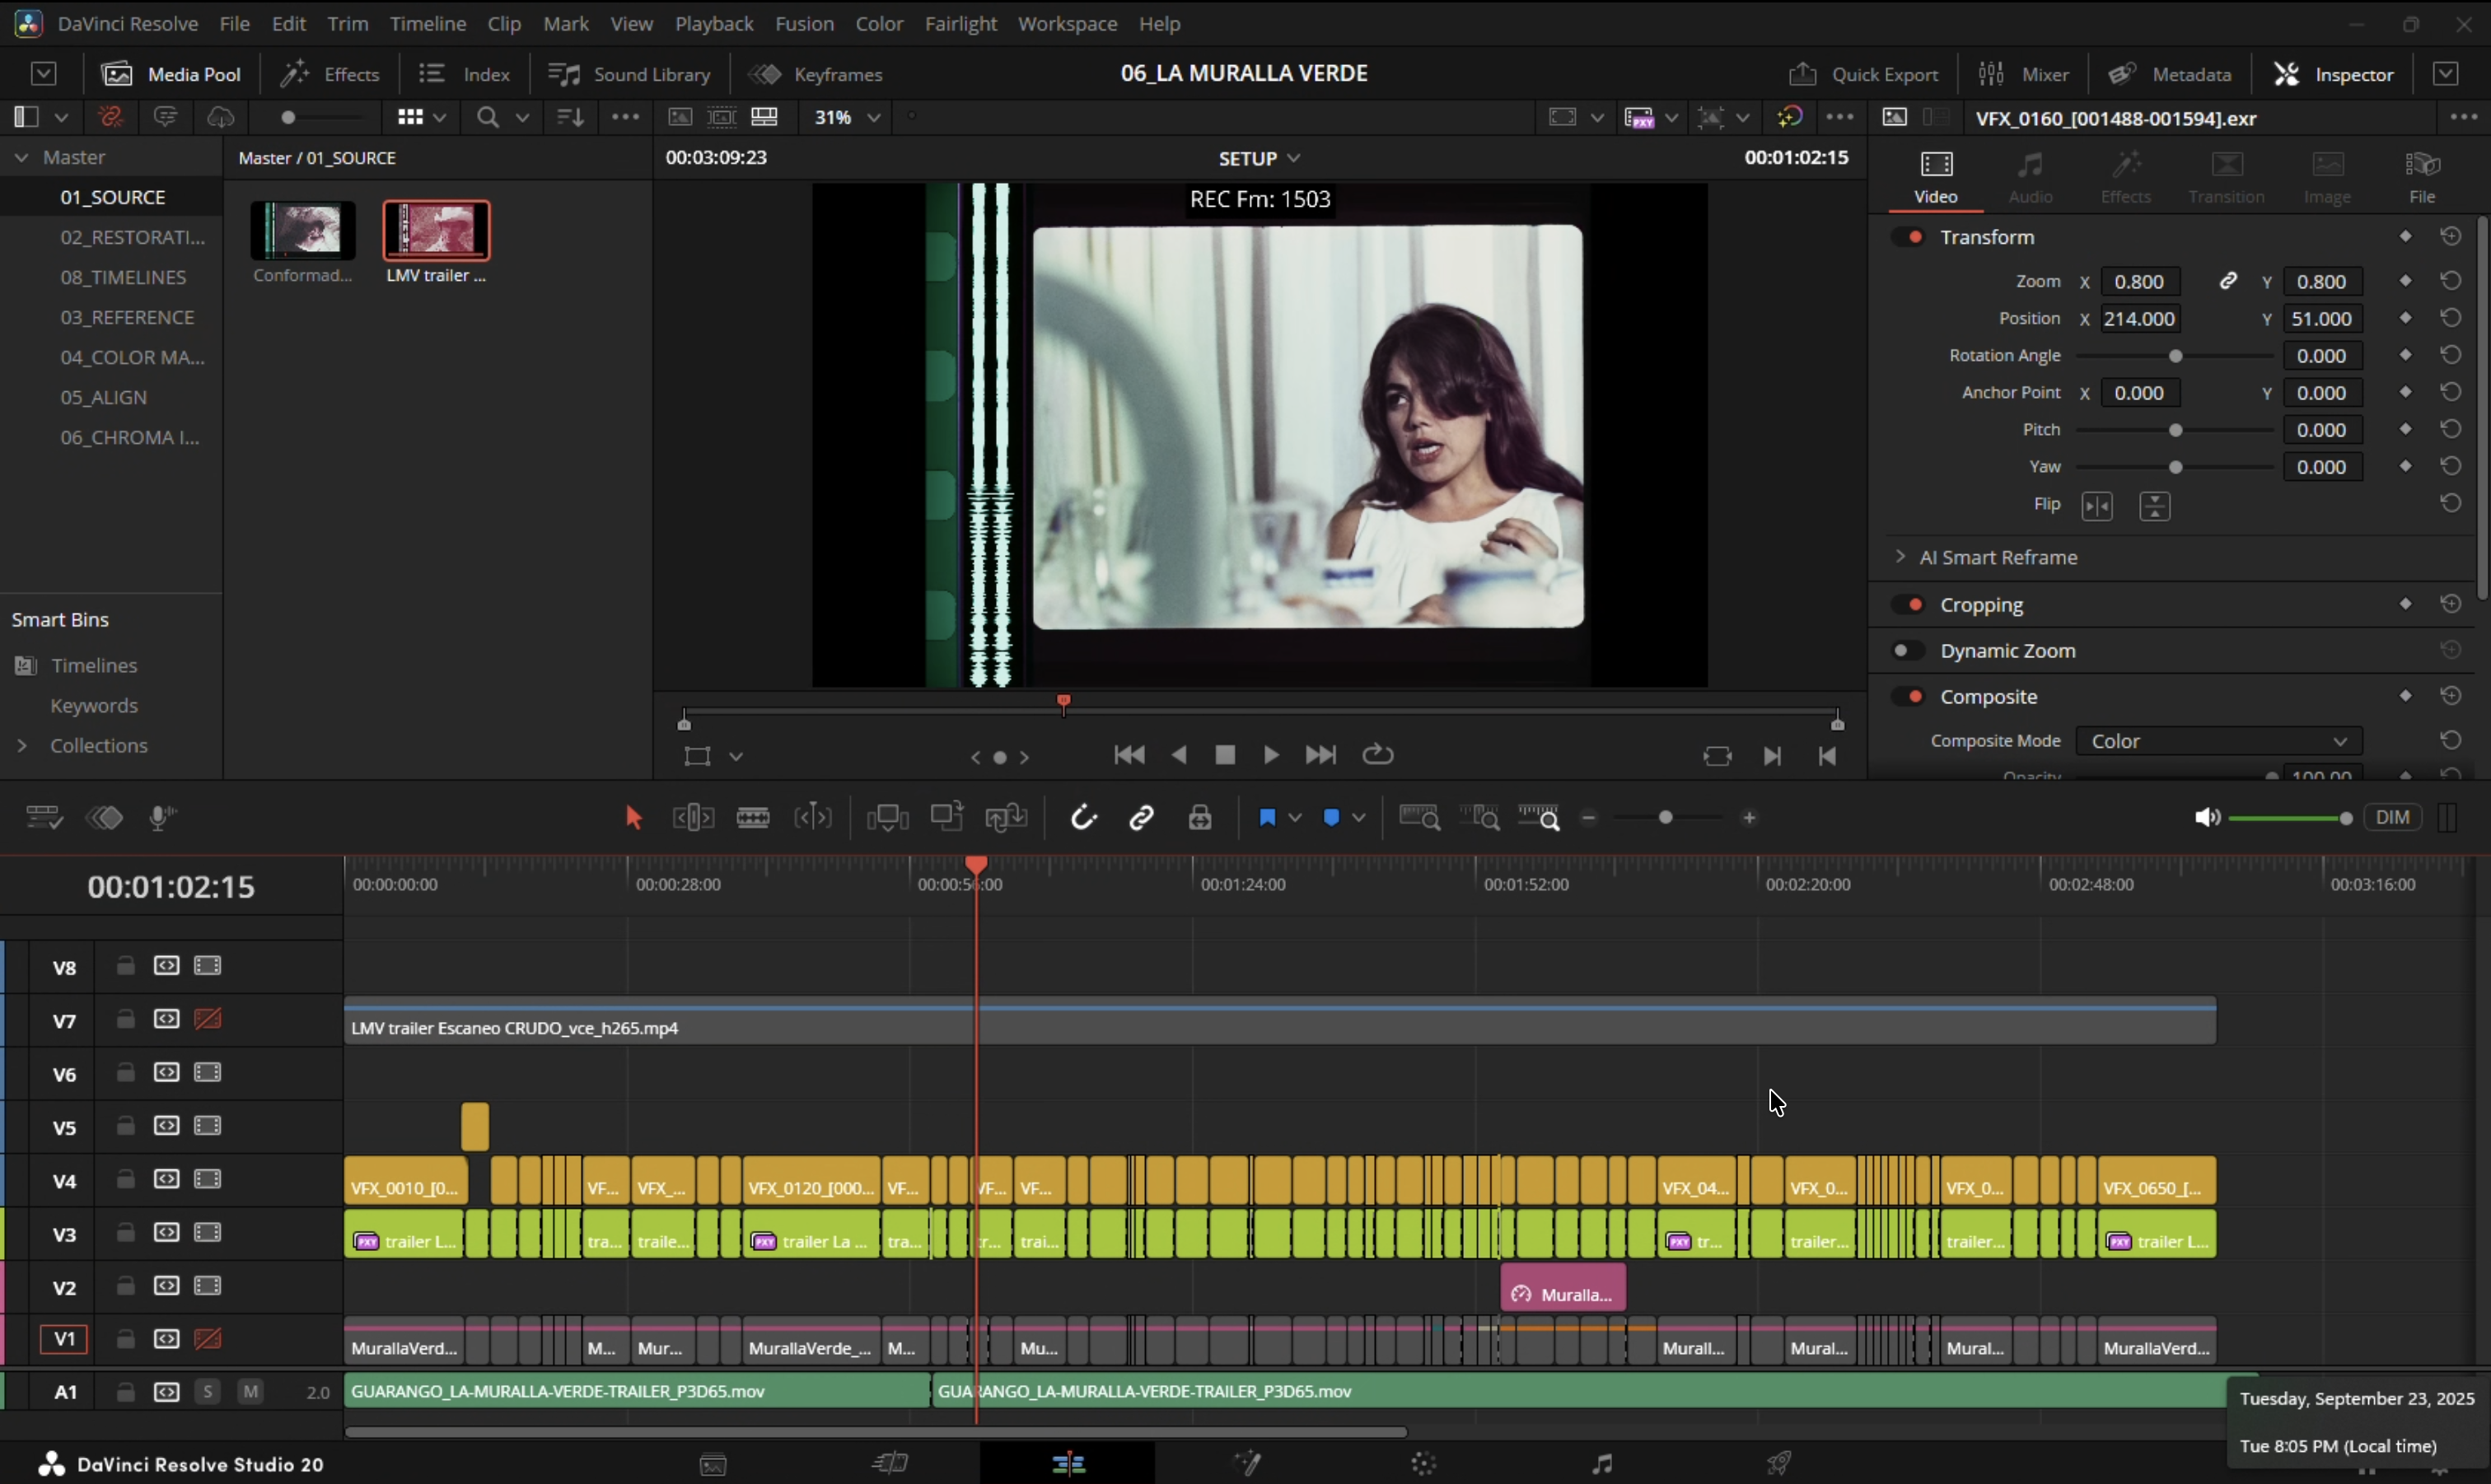 DaVinci Resolve File Edit Trim Timeline Clip Mark View Playback Fusion Color Fairlight Workspace Help
Media Pool Effects Index Sound Library Keyframes 06_LA MURALLA VERDE Quick Export Mixer Metadata Inspector
31% PXY VFX_0160_[001488-001594].exr
Master Master / 01_SOURCE 00:03:09:23 SETUP 00:01:02:15
01_SOURCE
02_RESTORATI...
08_TIMELINES
03_REFERENCE
04_COLOR MA...
05_ALIGN
06_CHROMA I...
Conformad... LMV trailer ...
REC Fm: 1503
Video Audio Effects Transition Image File
Transform
Zoom X 0.800 Y 0.800
Position X 214.000 Y 51.000
Rotation Angle 0.000
Anchor Point X 0.000 Y 0.000
Pitch 0.000
Yaw 0.000
Flip
AI Smart Reframe
Cropping
Dynamic Zoom
Composite
Composite Mode Color
Opacity 100.00
Smart Bins
Timelines
Keywords
Collections
DIM
00:01:02:15 00:00:00:00 00:00:28:00 00:00:56:00 00:01:24:00 00:01:52:00 00:02:20:00 00:02:48:00 00:03:16:00
V8
V7 LMV trailer Escaneo CRUDO_vce_h265.mp4
V6
V5
V4 VFX_0010_[0... VF... VFX_... VFX_0120_[000... VF... VF... VF... VFX_04... VFX_0... VFX_0... VFX_0650_[...
V3 PXY trailer L... tra... traile... PXY trailer La ... tra... tr... trai... PXY tr... trailer... trailer... PXY trailer L...
V2 Muralla...
V1 MurallaVerd... M... Mur... MurallaVerde_... M... Mu... Murall... Mural... Mural... MurallaVerd...
A1 S M 2.0 GUARANGO_LA-MURALLA-VERDE-TRAILER_P3D65.mov GUARANGO_LA-MURALLA-VERDE-TRAILER_P3D65.mov
Tuesday, September 23, 2025
Tue 8:05 PM (Local time)
DaVinci Resolve Studio 20